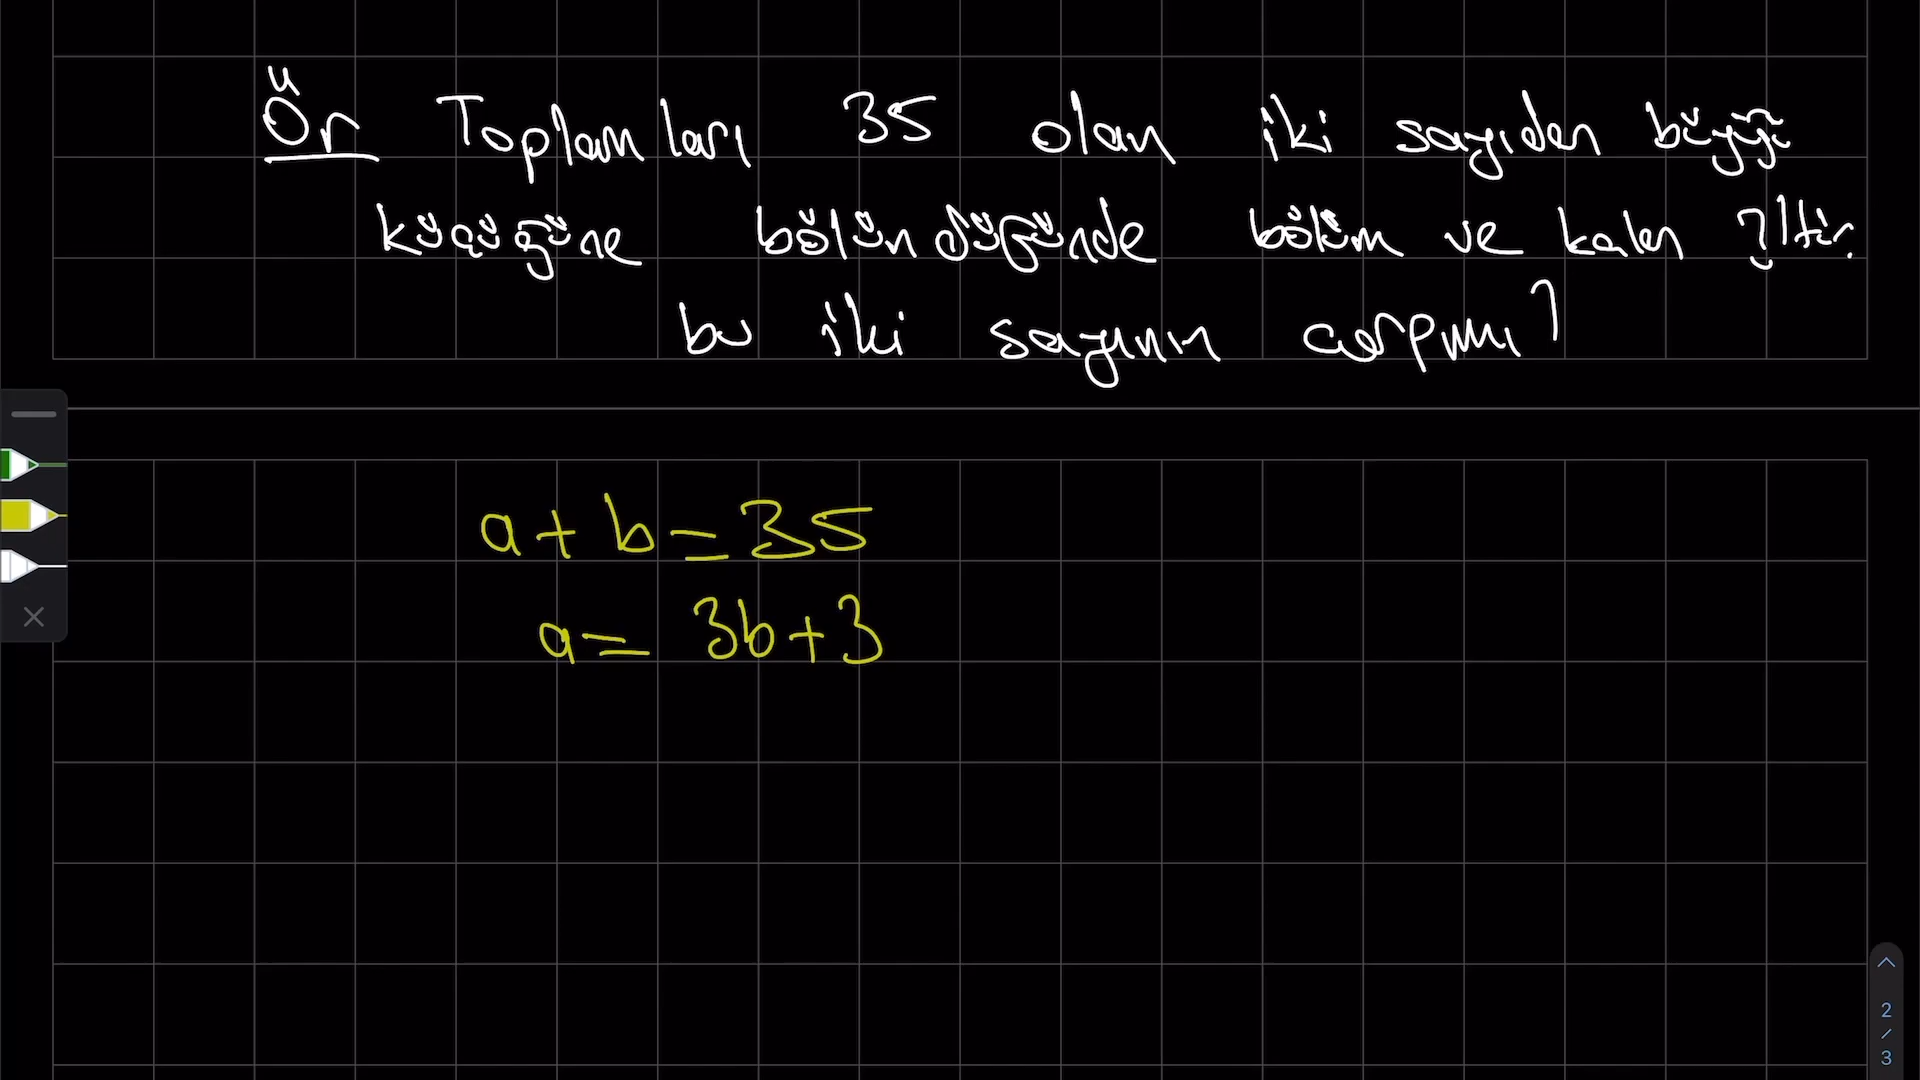 Ör Toplamları 35 olan iki sayıdan büyüğü
küçüğüne bölündüğünde bölüm ve kalan 3'tür.
bu iki sayının çarpımı?
a + b = 35
a = 3b + 3
2
/
3